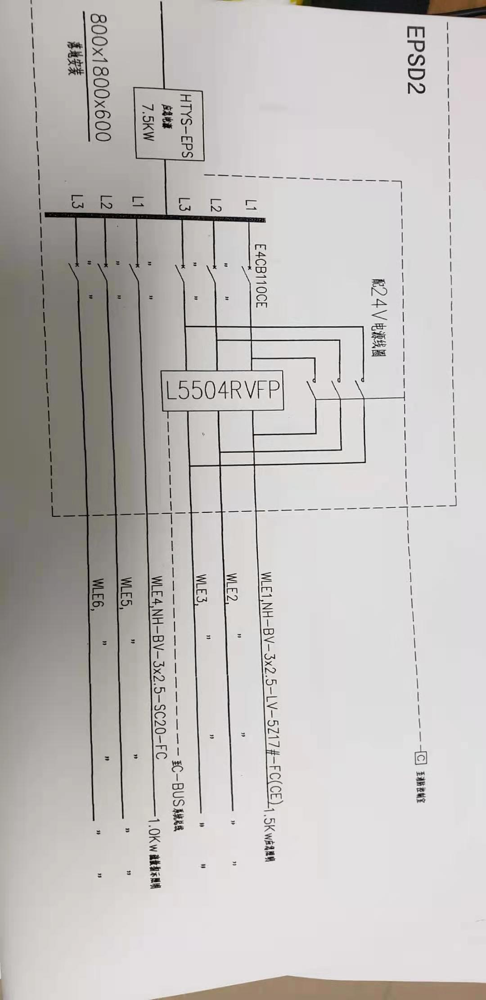 EPSD2
配24V电源线圈
C 至消防控制室
HTYS-EPS
应急电源
7.5KW
800x1800x600
落地安装
L1
E4CB110CE
L5504RVFP
WLE1,NH-BV-3x2.5-LV-5Z17#-FC(CE)
1.5Kw应急照明
L2
"
"
WLE2,
"
"
"
"
L3
"
"
WLE3,
"
"
"
"
至C-BUS系统总线
L1
"
"
WLE4,NH-BV-3x2.5-SC20-FC
1.0Kw疏散指示照明
L2
"
"
WLE5,
"
"
"
"
L3
"
"
WLE6,
"
"
"
"